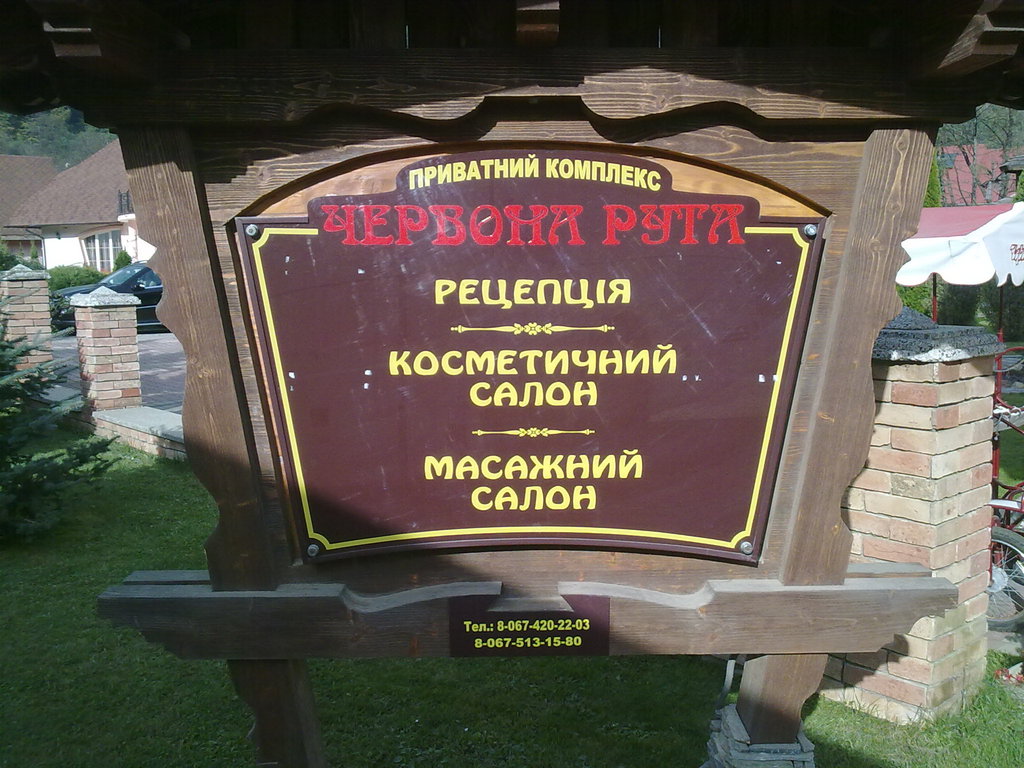 ПРИВАТНИЙ КОМПЛЕКС
ЧЕРВОНА РУТА
РЕЦЕПЦІЯ
КОСМЕТИЧНИЙ
САЛОН
МАСАЖНИЙ
САЛОН
Тел.: 8-067-420-22-03
8-067-513-15-80